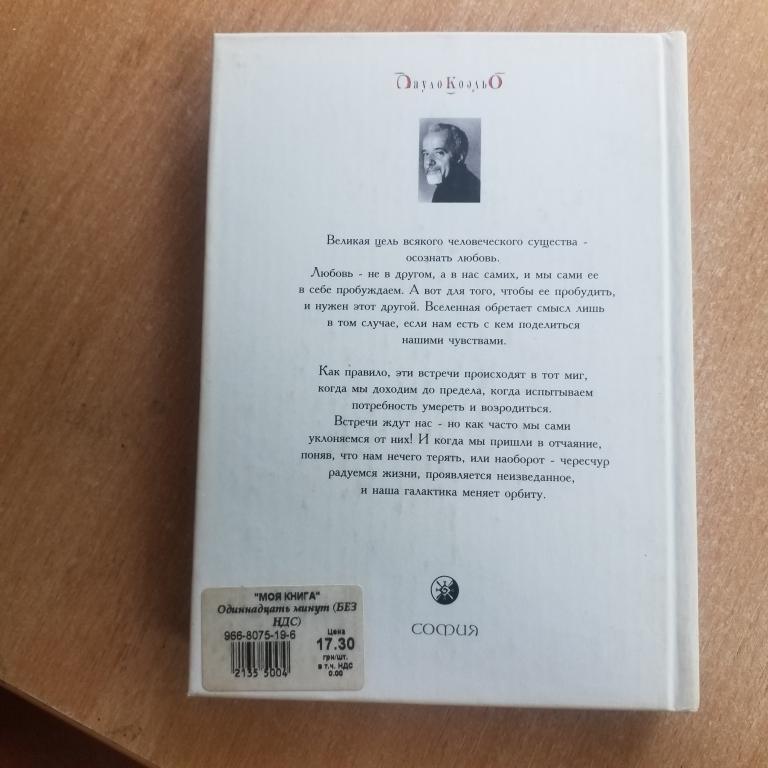 Пауло Коэльо
Великая цель всякого человеческого существа -
осознать любовь.
Любовь - не в другом, а в нас самих, и мы сами ее
в себе пробуждаем. А вот для того, чтобы ее пробудить,
и нужен этот другой. Вселенная обретает смысл лишь
в том случае, если нам есть с кем поделиться
нашими чувствами.
Как правило, эти встречи происходят в тот миг,
когда мы доходим до предела, когда испытываем
потребность умереть и возродиться.
Встречи ждут нас - но как часто мы сами
уклоняемся от них! И когда мы пришли в отчаяние,
поняв, что нам нечего терять, или наоборот - чересчур
радуемся жизни, проявляется неизведанное,
и наша галактика меняет орбиту.
СОФИЯ
"МОЯ КНИГА"
Одиннадцать минут (БЕЗ
НДС)
966-8075-19-6
2135 5004
Цена
17.30
грн/шт.
в т.ч. НДС
0.00